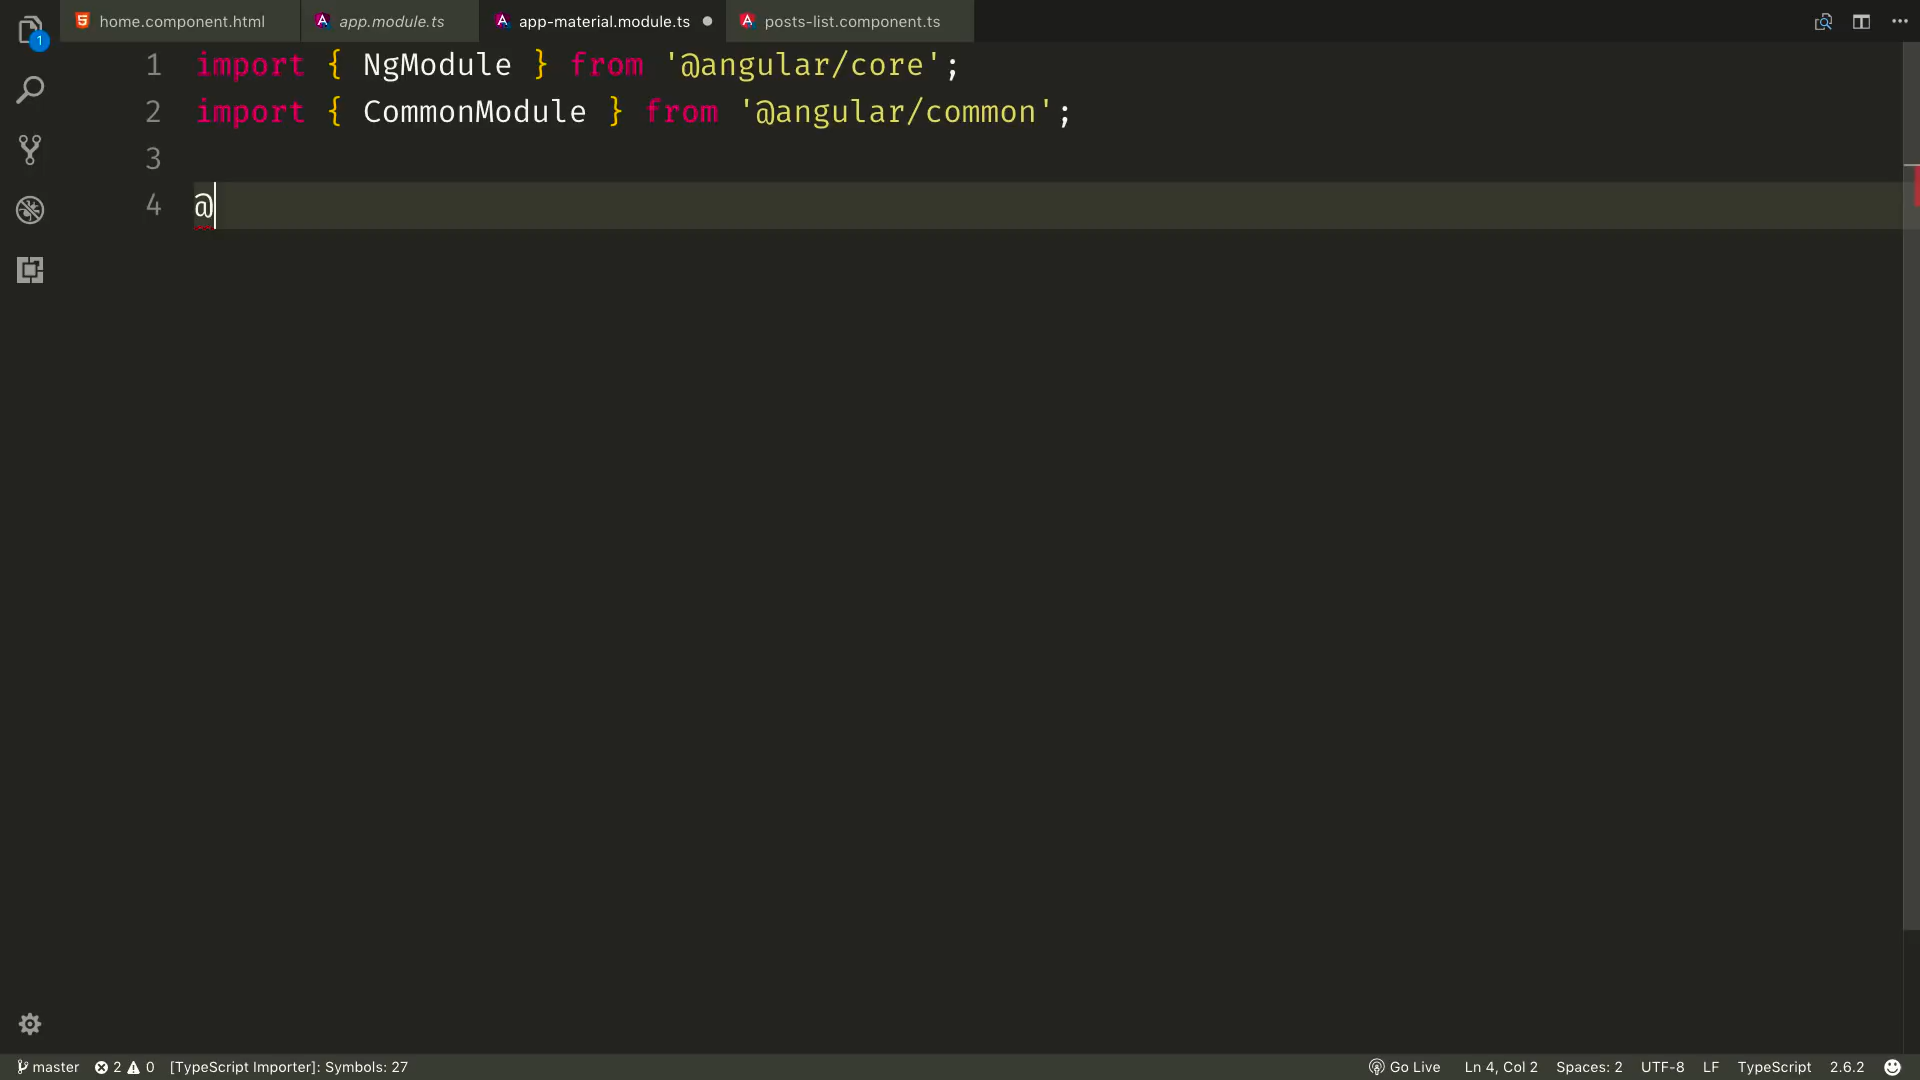 home.component.html
app.module.ts
app-material.module.ts
posts-list.component.ts
1
1 import { NgModule } from '@angular/core';
2 import { CommonModule } from '@angular/common';
3
4 @
master 2 0 [TypeScript Importer]: Symbols: 27 Go Live Ln 4, Col 2 Spaces: 2 UTF-8 LF TypeScript 2.6.2